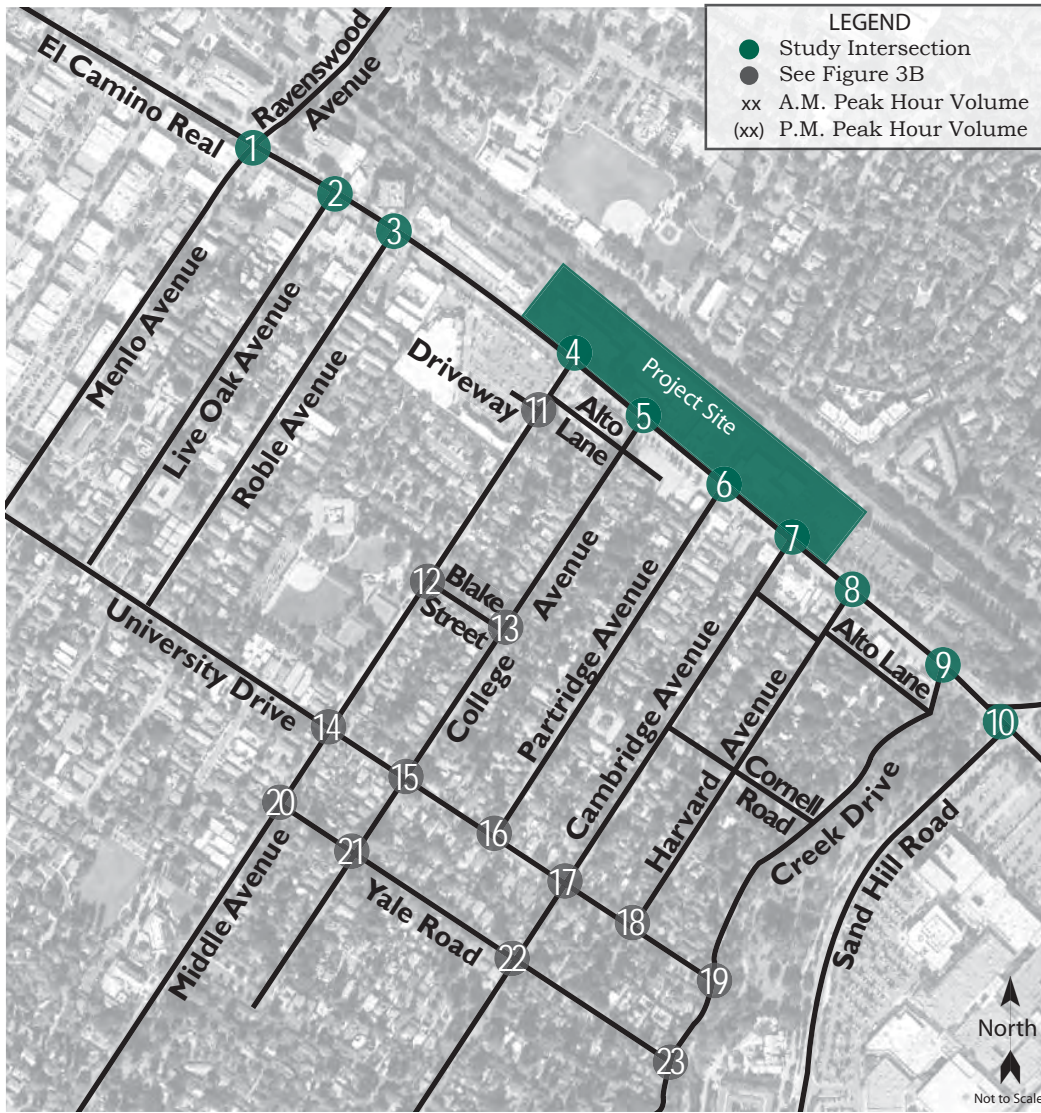 LEGEND
Study Intersection
See Figure 3B
xx A.M. Peak Hour Volume
(xx) P.M. Peak Hour Volume
El Camino Real
Ravenswood
Avenue
1
2
3
Menlo Avenue
Live Oak Avenue
Roble Avenue
Driveway
4
Project Site
5
11
Alto
Lane
6
7
8
12
Blake
Street
13
Avenue
College
Partridge Avenue
Cambridge Avenue
Alto Lane
9
10
University Drive
14
15
16
17
18
19
Avenue
Harvard
Cornell
Road
Creek Drive
Sand Hill Road
20
21
Yale Road
22
23
Middle Avenue
North
Not to Scale